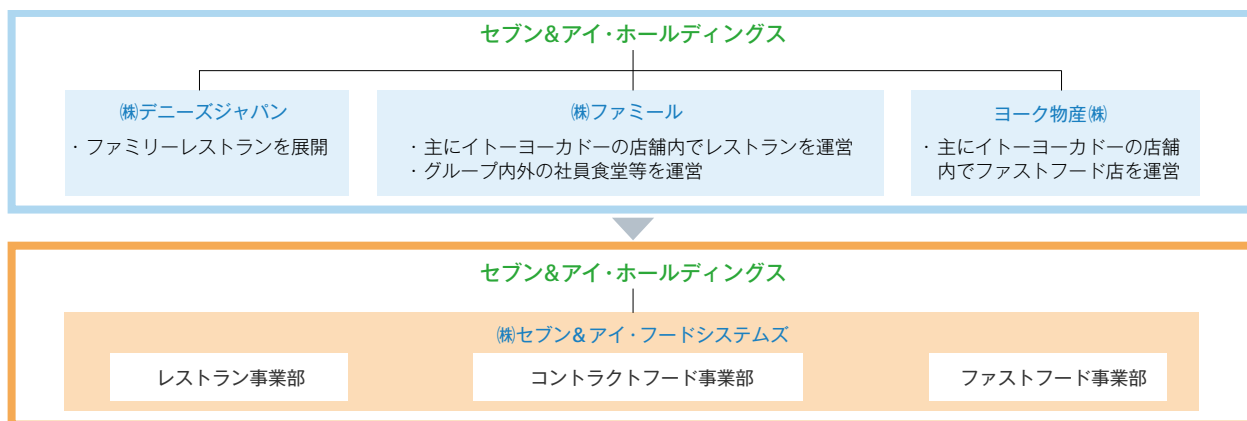 セブン&アイ・ホールディングス
㈱デニーズジャパン
・ファミリーレストランを展開
㈱ファミール
・主にイトーヨーカドーの店舗内でレストランを運営
・グループ内外の社員食堂等を運営
ヨーク物産㈱
・主にイトーヨーカドーの店舗
内でファストフード店を運営
セブン&アイ・ホールディングス
㈱セブン&アイ・フードシステムズ
レストラン事業部
コントラクトフード事業部
ファストフード事業部